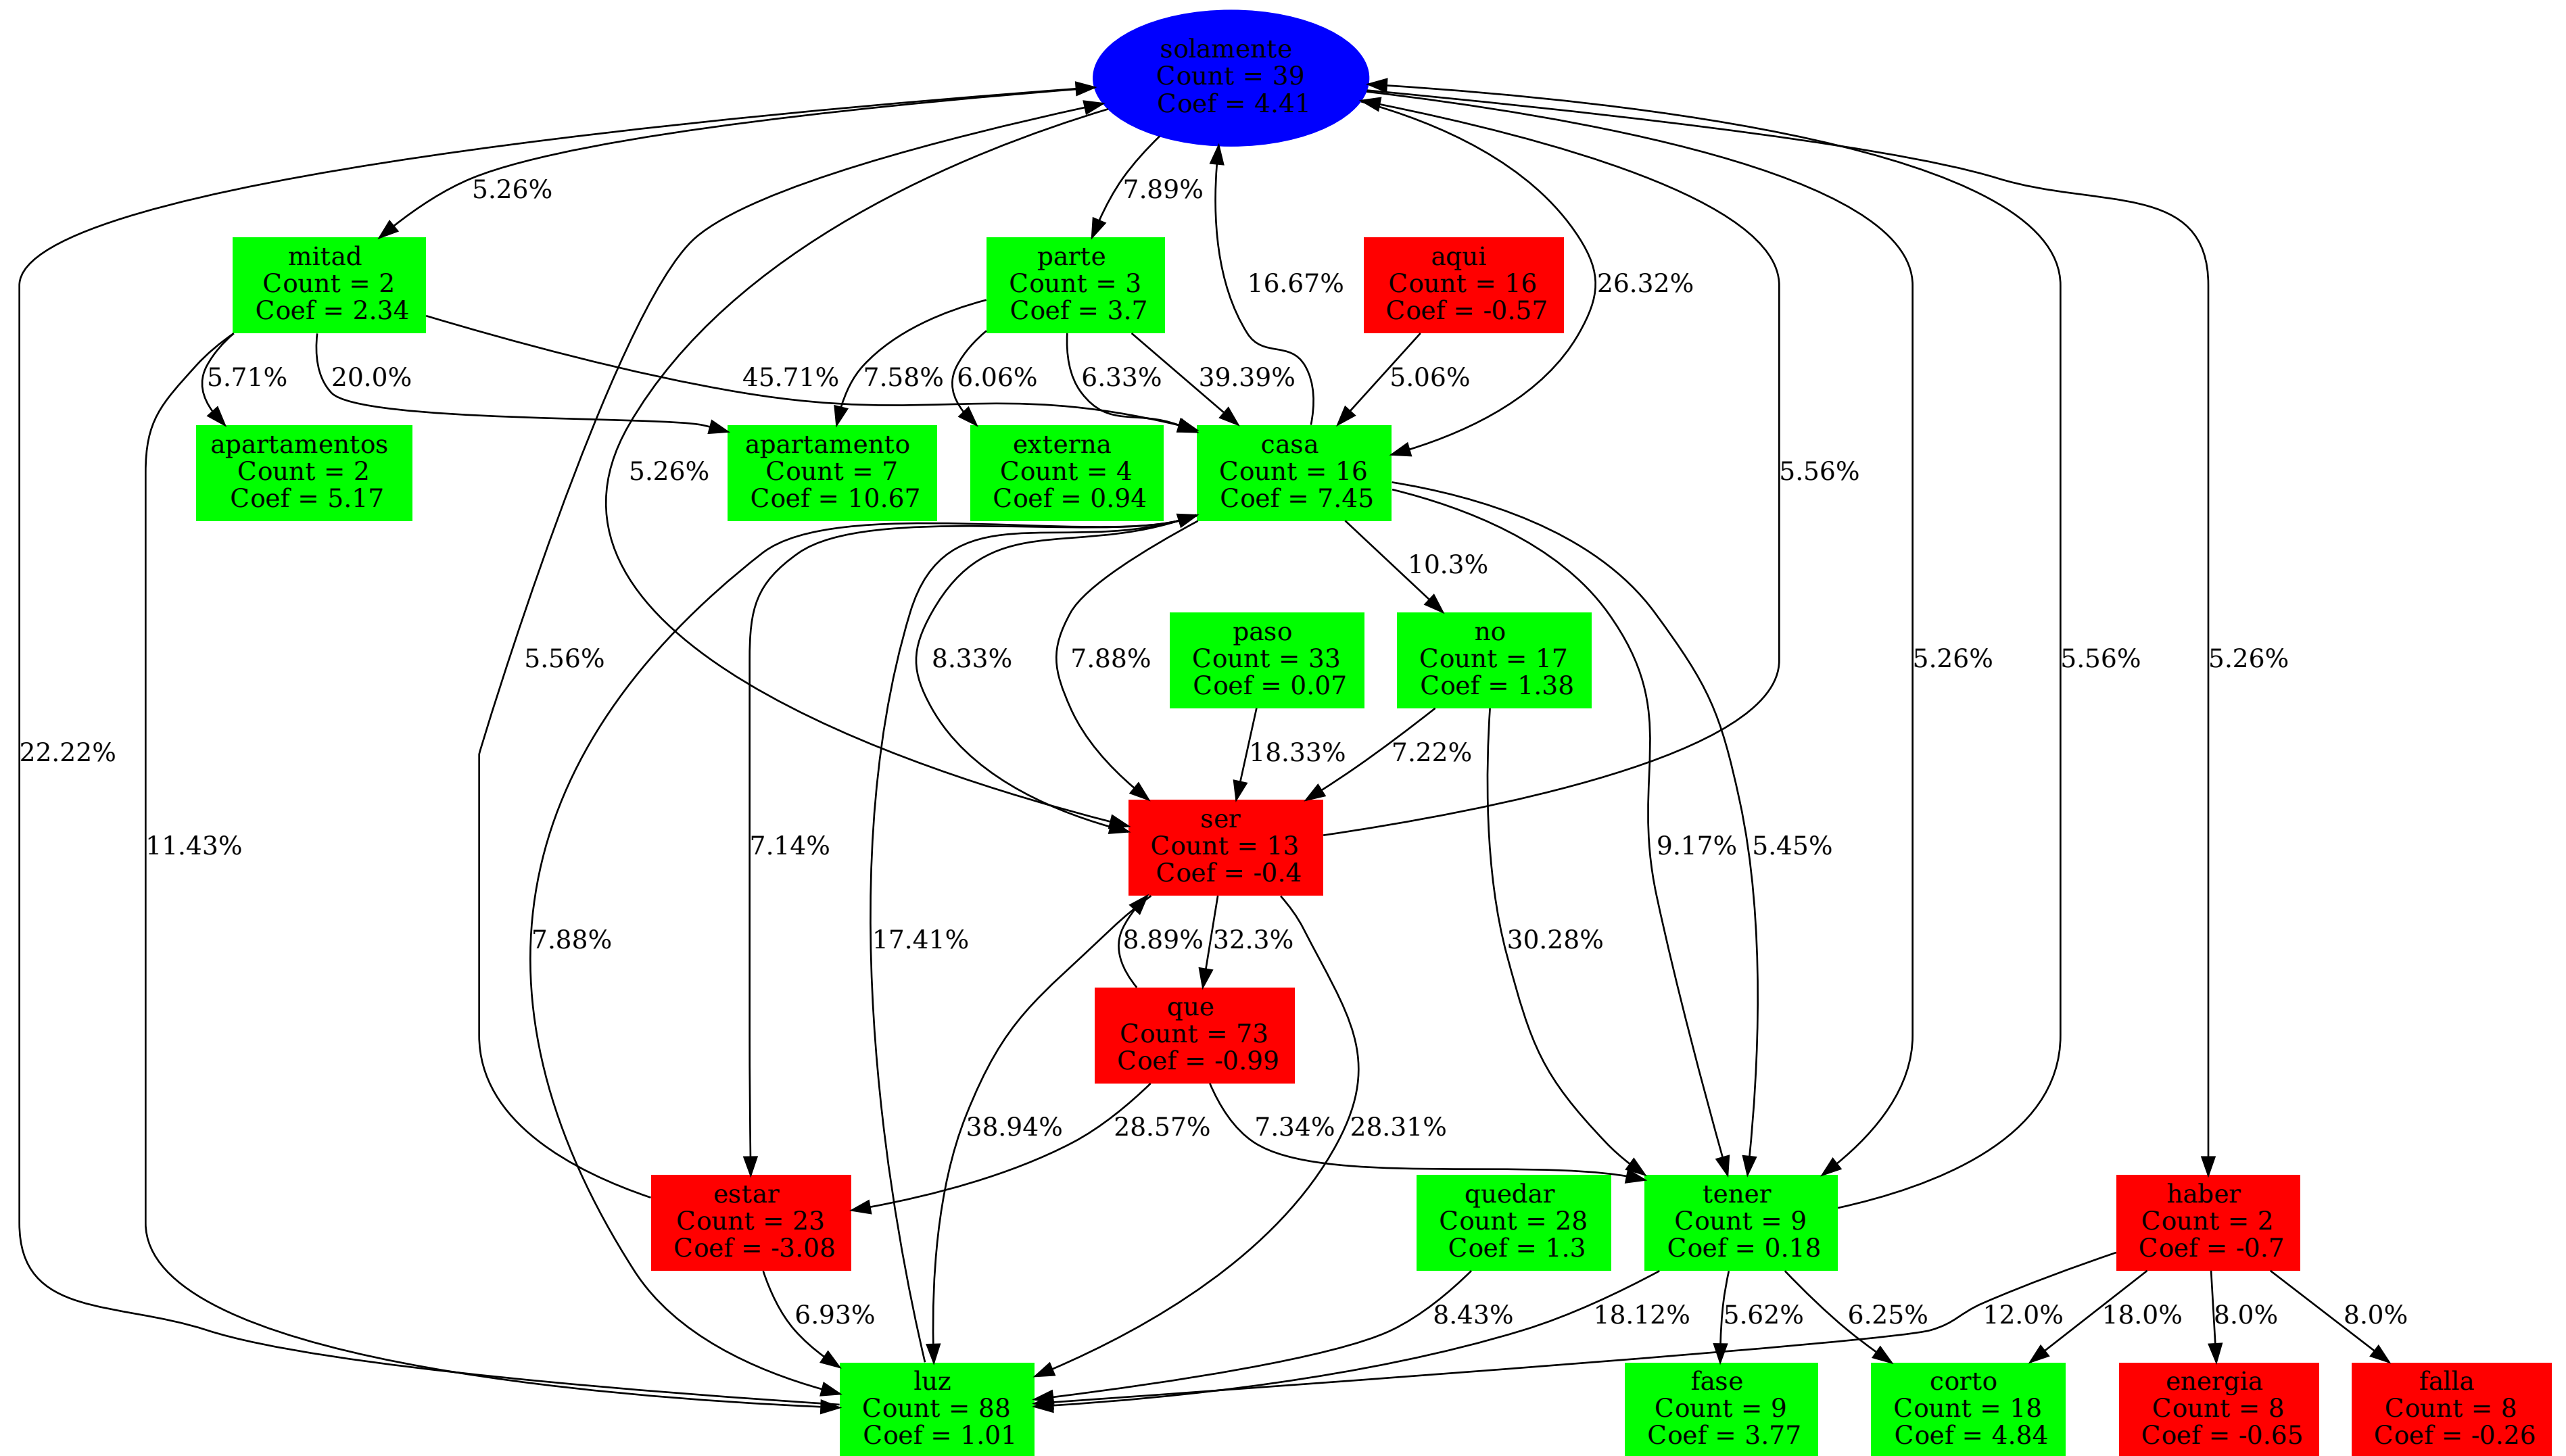 solamente
Count = 39
Coef = 4.41
5.26%
7.89%
mitad
Count = 2
Coef = 2.34
parte
Count = 3
Coef = 3.7
16.67%
aqui
Count = 16
Coef = -0.57
26.32%
5.71%
20.0%
45.71%
7.58%
6.06%
6.33%
39.39%
5.06%
apartamentos
Count = 2
Coef = 5.17
5.26%
apartamento
Count = 7
Coef = 10.67
externa
Count = 4
Coef = 0.94
casa
Count = 16
Coef = 7.45
5.56%
10.3%
5.56%
8.33%
7.88%
paso
Count = 33
Coef = 0.07
no
Count = 17
Coef = 1.38
5.26%
5.56%
5.26%
22.22%
18.33%
7.22%
11.43%
7.14%
ser
Count = 13
Coef = -0.4
9.17%
5.45%
7.88%
17.41%
8.89%
32.3%
30.28%
que
Count = 73
Coef = -0.99
38.94%
28.57%
7.34%
28.31%
estar
Count = 23
Coef = -3.08
quedar
Count = 28
Coef = 1.3
tener
Count = 9
Coef = 0.18
haber
Count = 2
Coef = -0.7
6.93%
8.43%
18.12%
5.62%
6.25%
12.0%
18.0%
8.0%
8.0%
luz
Count = 88
Coef = 1.01
fase
Count = 9
Coef = 3.77
corto
Count = 18
Coef = 4.84
energia
Count = 8
Coef = -0.65
falla
Count = 8
Coef = -0.26